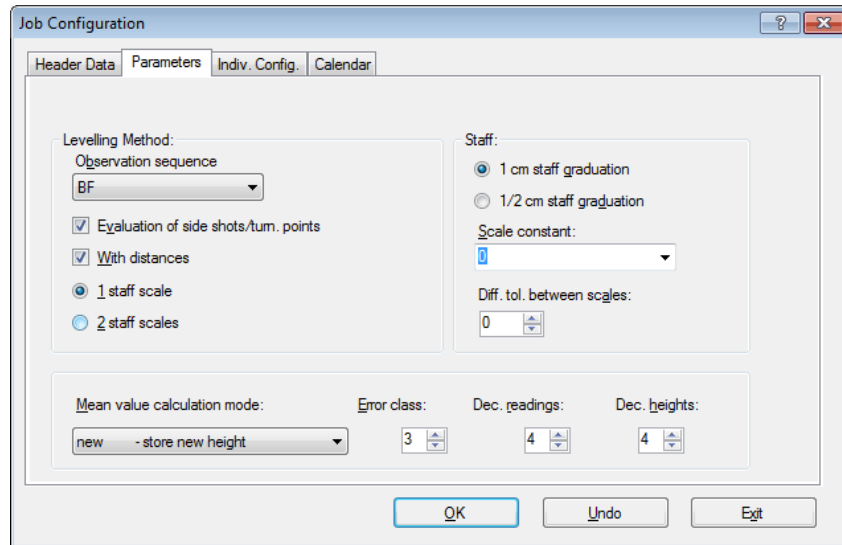 Job Configuration
Header Data Parameters Indiv. Config. Calendar
Levelling Method:
Observation sequence
BF
Evaluation of side shots/turn. points
With distances
1 staff scale
2 staff scales
Staff:
1 cm staff graduation
1/2 cm staff graduation
Scale constant:
0
Diff. tol. between scales:
0
Mean value calculation mode: Error class: Dec. readings: Dec. heights:
new - store new height 3 4 4
OK Undo Exit